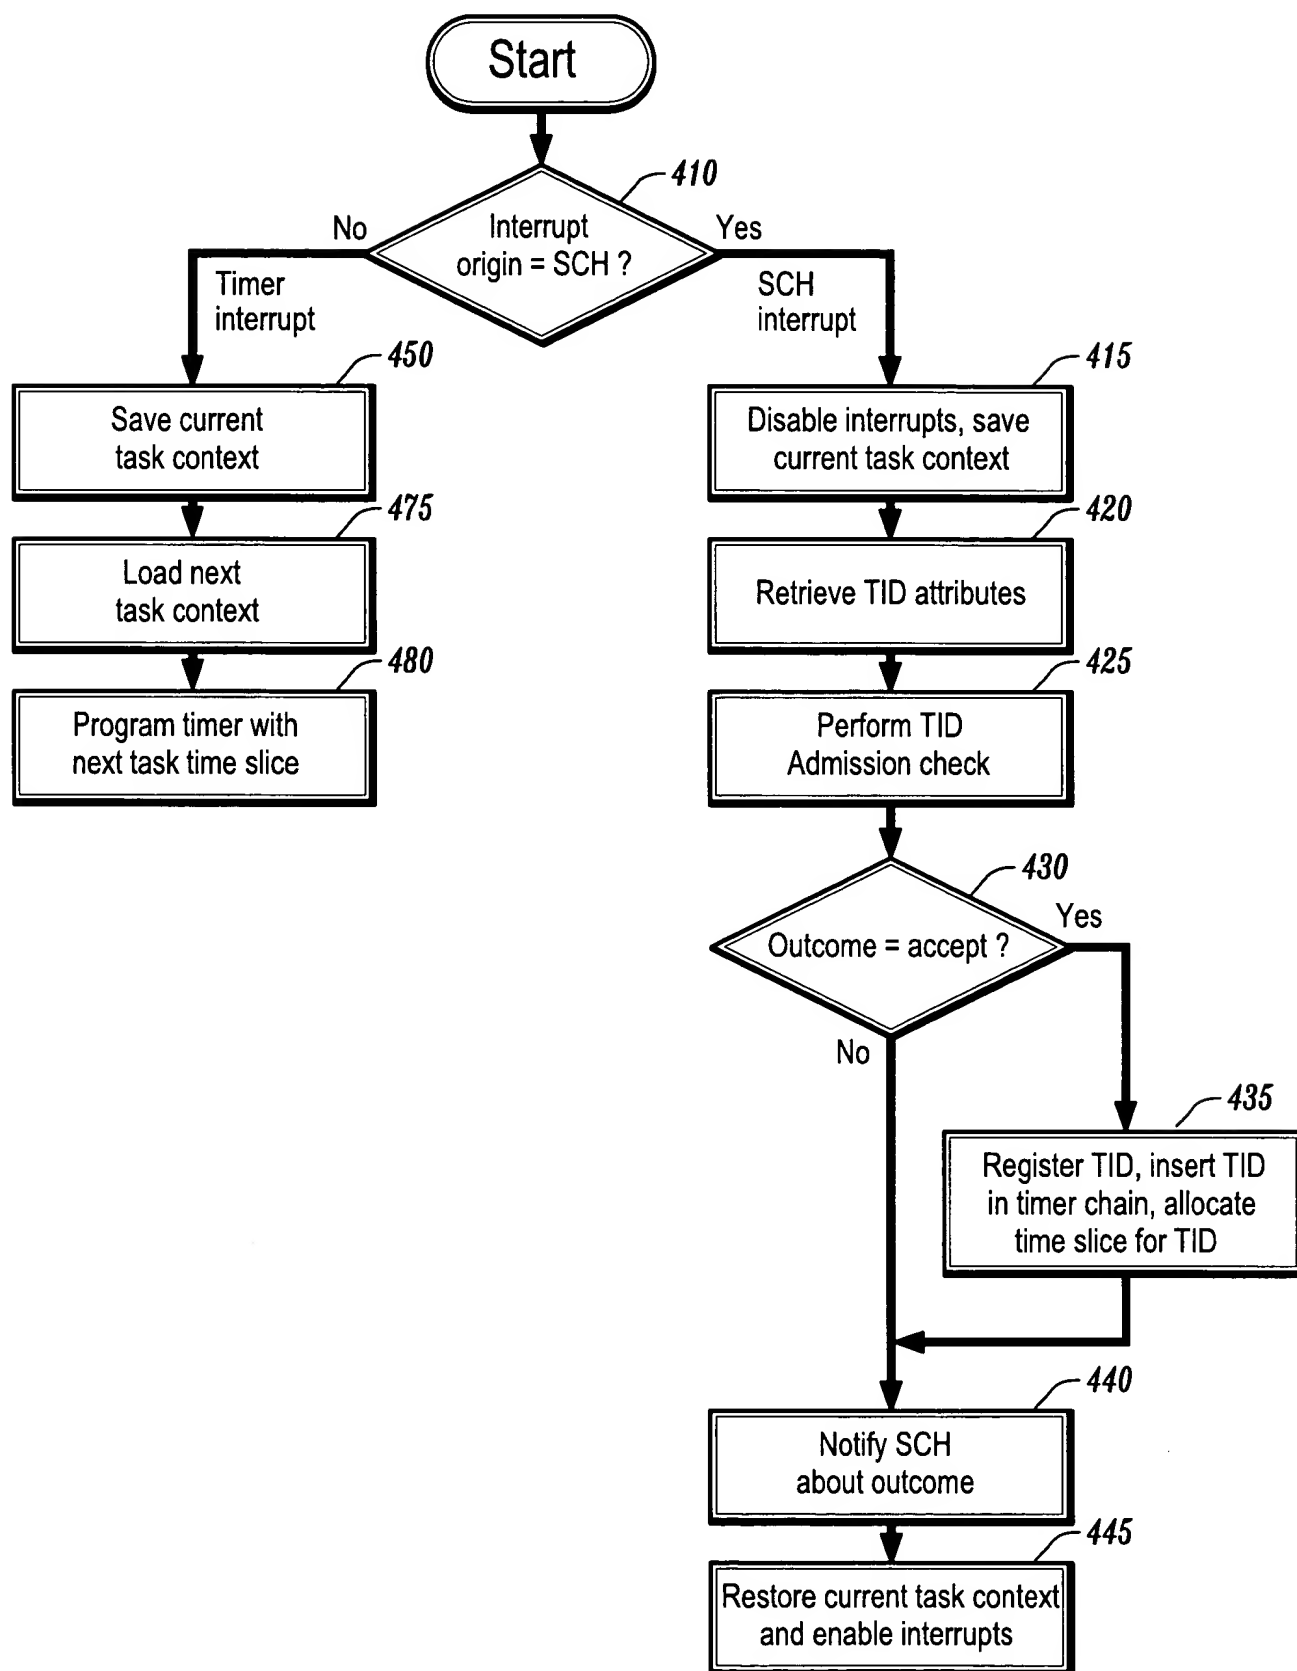 Start
410
No
Interrupt
origin = SCH ?
Yes
Timer
interrupt
SCH
interrupt
450
Save current
task context
415
Disable interrupts, save
current task context
475
Load next
task context
420
Retrieve TID attributes
480
Program timer with
next task time slice
425
Perform TID
Admission check
430
Outcome = accept ?
Yes
No
435
Register TID, insert TID
in timer chain, allocate
time slice for TID
440
Notify SCH
about outcome
445
Restore current task context
and enable interrupts